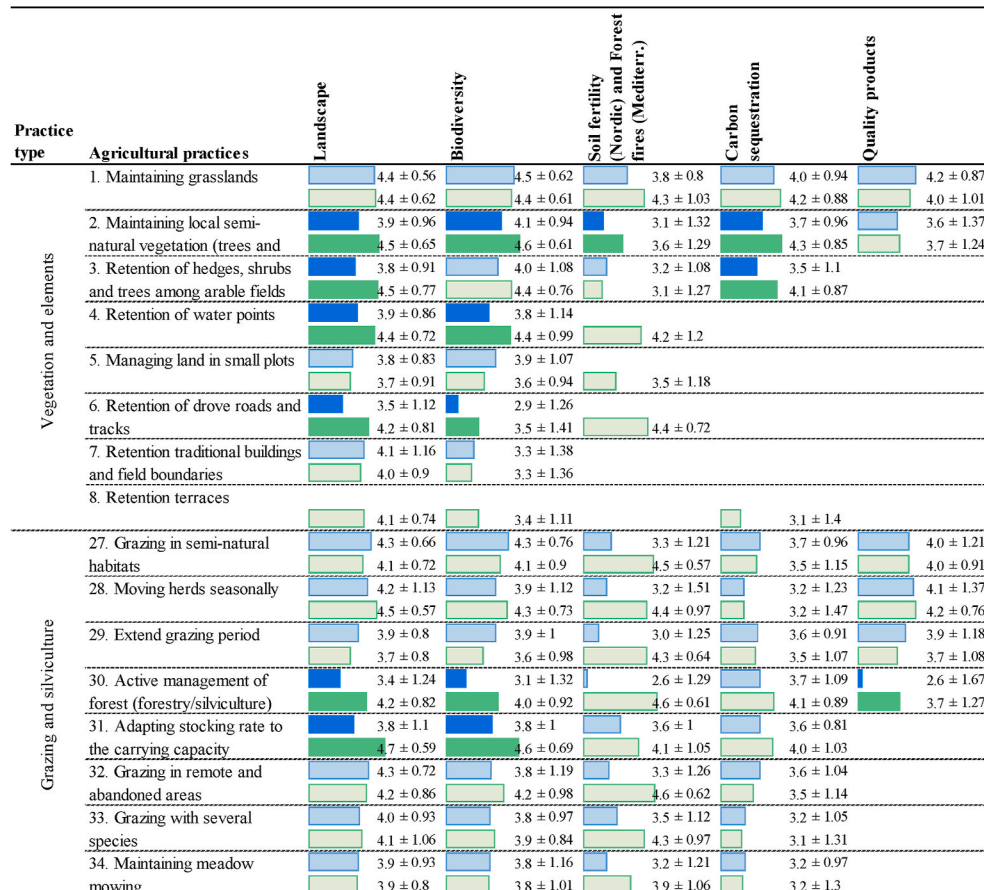 Practice type
Agricultural practices
Landscape
Biodiversity
Soil fertility (Nordic) and Forest fires (Mediterr.)
Carbon sequestration
Quality products
Vegetation and elements
1. Maintaining grasslands
4.4 ± 0.56 4.5 ± 0.62 3.8 ± 0.8 4.0 ± 0.94 4.2 ± 0.87
4.4 ± 0.62 4.4 ± 0.61 4.3 ± 1.03 4.2 ± 0.88 4.0 ± 1.01
2. Maintaining local semi- 3.9 ± 0.96 4.1 ± 0.94 3.1 ± 1.32 3.7 ± 0.96 3.6 ± 1.37
natural vegetation (trees and 4.5 ± 0.65 4.6 ± 0.61 3.6 ± 1.29 4.3 ± 0.85 3.7 ± 1.24
3. Retention of hedges, shrubs 3.8 ± 0.91 4.0 ± 1.08 3.2 ± 1.08 3.5 ± 1.1
and trees among arable fields 4.5 ± 0.77 4.4 ± 0.76 3.1 ± 1.27 4.1 ± 0.87
4. Retention of water points 3.9 ± 0.86 3.8 ± 1.14
4.4 ± 0.72 4.4 ± 0.99 4.2 ± 1.2
5. Managing land in small plots 3.8 ± 0.83 3.9 ± 1.07
3.7 ± 0.91 3.6 ± 0.94 3.5 ± 1.18
6. Retention of drove roads and 3.5 ± 1.12 2.9 ± 1.26
tracks 4.2 ± 0.81 3.5 ± 1.41 4.4 ± 0.72
7. Retention traditional buildings 4.1 ± 1.16 3.3 ± 1.38
and field boundaries 4.0 ± 0.9 3.3 ± 1.36
8. Retention terraces
4.1 ± 0.74 3.4 ± 1.11 3.1 ± 1.4
Grazing and silviculture
27. Grazing in semi-natural 4.3 ± 0.66 4.3 ± 0.76 3.3 ± 1.21 3.7 ± 0.96 4.0 ± 1.21
habitats 4.1 ± 0.72 4.1 ± 0.9 4.5 ± 0.57 3.5 ± 1.15 4.0 ± 0.91
28. Moving herds seasonally 4.2 ± 1.13 3.9 ± 1.12 3.2 ± 1.51 3.2 ± 1.23 4.1 ± 1.37
4.5 ± 0.57 4.3 ± 0.73 4.4 ± 0.97 3.2 ± 1.47 4.2 ± 0.76
29. Extend grazing period 3.9 ± 0.8 3.9 ± 1 3.0 ± 1.25 3.6 ± 0.91 3.9 ± 1.18
3.7 ± 0.8 3.6 ± 0.98 4.3 ± 0.64 3.5 ± 1.07 3.7 ± 1.08
30. Active management of 3.4 ± 1.24 3.1 ± 1.32 2.6 ± 1.29 3.7 ± 1.09 2.6 ± 1.67
forest (forestry/silviculture) 4.2 ± 0.82 4.0 ± 0.92 4.6 ± 0.61 4.1 ± 0.89 3.7 ± 1.27
31. Adapting stocking rate to 3.8 ± 1.1 3.8 ± 1 3.6 ± 1 3.6 ± 0.81
the carrying capacity 4.7 ± 0.59 4.6 ± 0.69 4.1 ± 1.05 4.0 ± 1.03
32. Grazing in remote and 4.3 ± 0.72 3.8 ± 1.19 3.3 ± 1.26 3.6 ± 1.04
abandoned areas 4.2 ± 0.86 4.2 ± 0.98 4.6 ± 0.62 3.5 ± 1.14
33. Grazing with several 4.0 ± 0.93 3.8 ± 0.97 3.5 ± 1.12 3.2 ± 1.05
species 4.1 ± 1.06 3.9 ± 0.84 4.3 ± 0.97 3.1 ± 1.31
34. Maintaining meadow 3.9 ± 0.93 3.8 ± 1.16 3.2 ± 1.21 3.2 ± 0.97
mowing 3.9 ± 0.8 3.8 ± 1.01 3.9 ± 1.06 3.2 ± 1.3